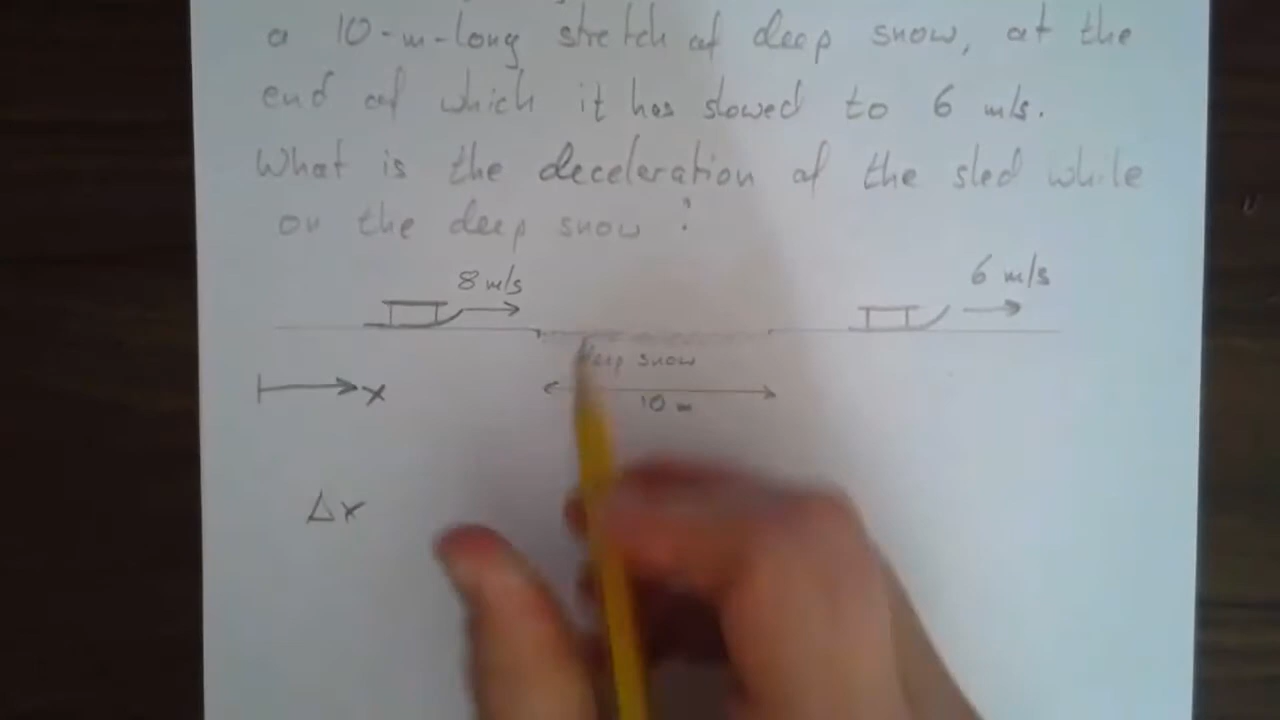 a 10-m-long stretch of deep snow, at the
end of which it has slowed to 6 m/s.
What is the deceleration of the sled while
on the deep snow?
8 m/s
6 m/s
deep snow
10 m
x
Δx